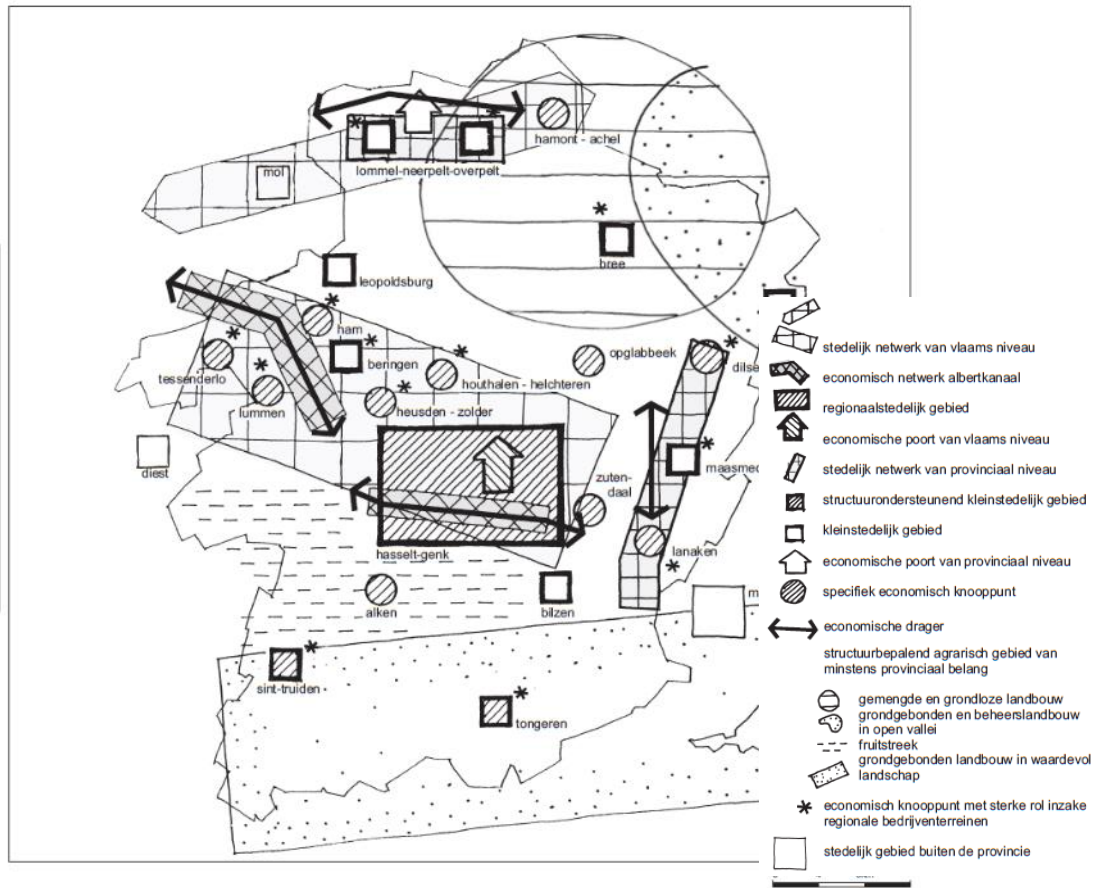 hamont - achel
mol
lommel-neerpelt-overpelt
bree
leopoldsburg
ham
beringen
opglabbeek
dilse
tessenderlo
houthalen - helchteren
lummen
heusden - zolder
diest
zuten-
daal
maasmec
hasselt-genk
lanaken
alken
bilzen
m
sint-truiden
tongeren
stedelijk netwerk van vlaams niveau
economisch netwerk albertkanaal
regionaalstedelijk gebied
economische poort van vlaams niveau
stedelijk netwerk van provinciaal niveau
structuurondersteunend kleinstedelijk gebied
kleinstedelijk gebied
economische poort van provinciaal niveau
specifiek economisch knooppunt
economische drager
structuurbepalend agrarisch gebied van
minstens provinciaal belang
gemengde en grondloze landbouw
grondgebonden en beheerslandbouw
in open vallei
fruitstreek
grondgebonden landbouw in waardevol
landschap
economisch knooppunt met sterke rol inzake
regionale bedrijventerreinen
stedelijk gebied buiten de provincie